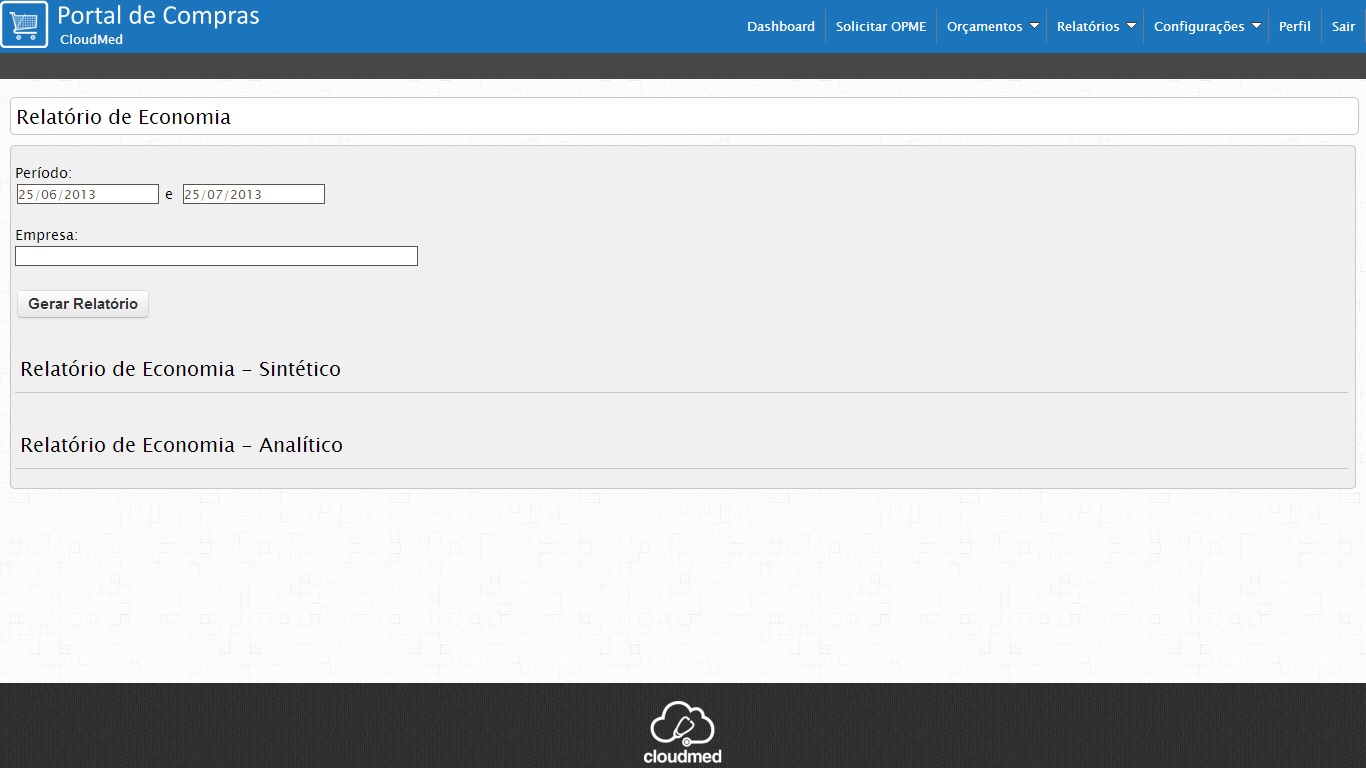 Portal de Compras
CloudMed
Dashboard Solicitar OPME Orçamentos Relatórios Configurações Perfil Sair
Relatório de Economia
Período:
25/06/2013 e 25/07/2013
Empresa:
Gerar Relatório
Relatório de Economia - Sintético
Relatório de Economia - Analítico
cloudmed